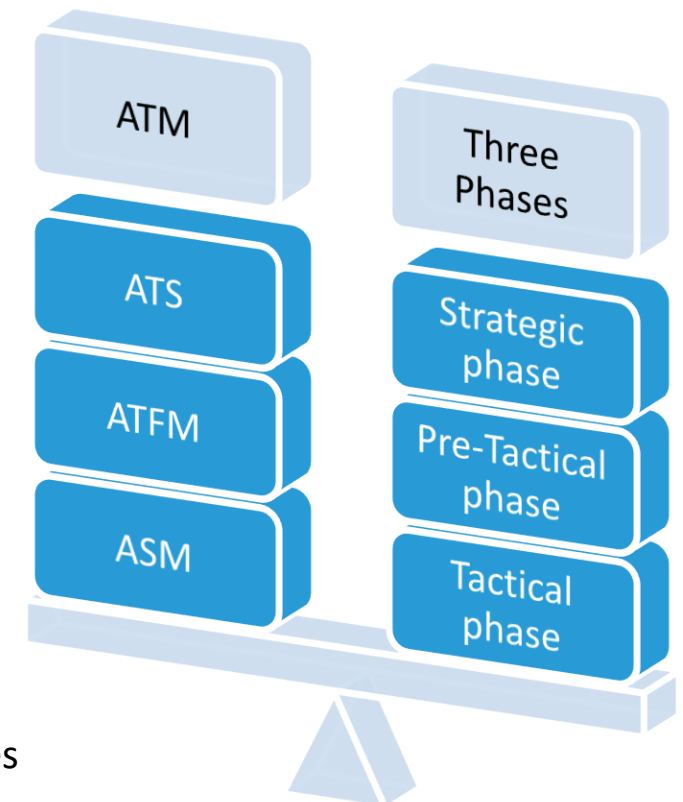 ATM
ATS
ATFM
ASM
Three
Phases
Strategic
phase
Pre-Tactical
phase
Tactical
phase